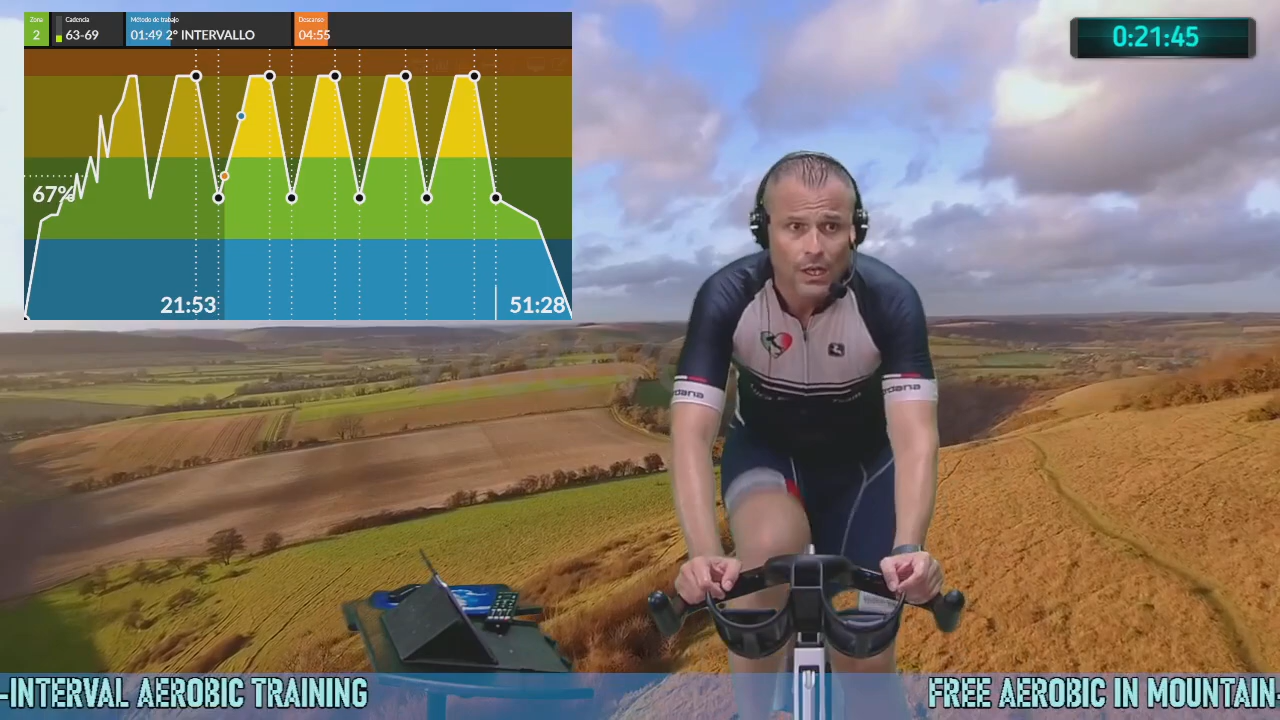 Zona
2
Cadencia
63-69
Método de trabajo
01:49 2° INTERVALLO
Descanso
04:55
0:21:45
67%
21:53
51:28
-INTERVAL AEROBIC TRAINING
FREE AEROBIC IN MOUNTAIN-